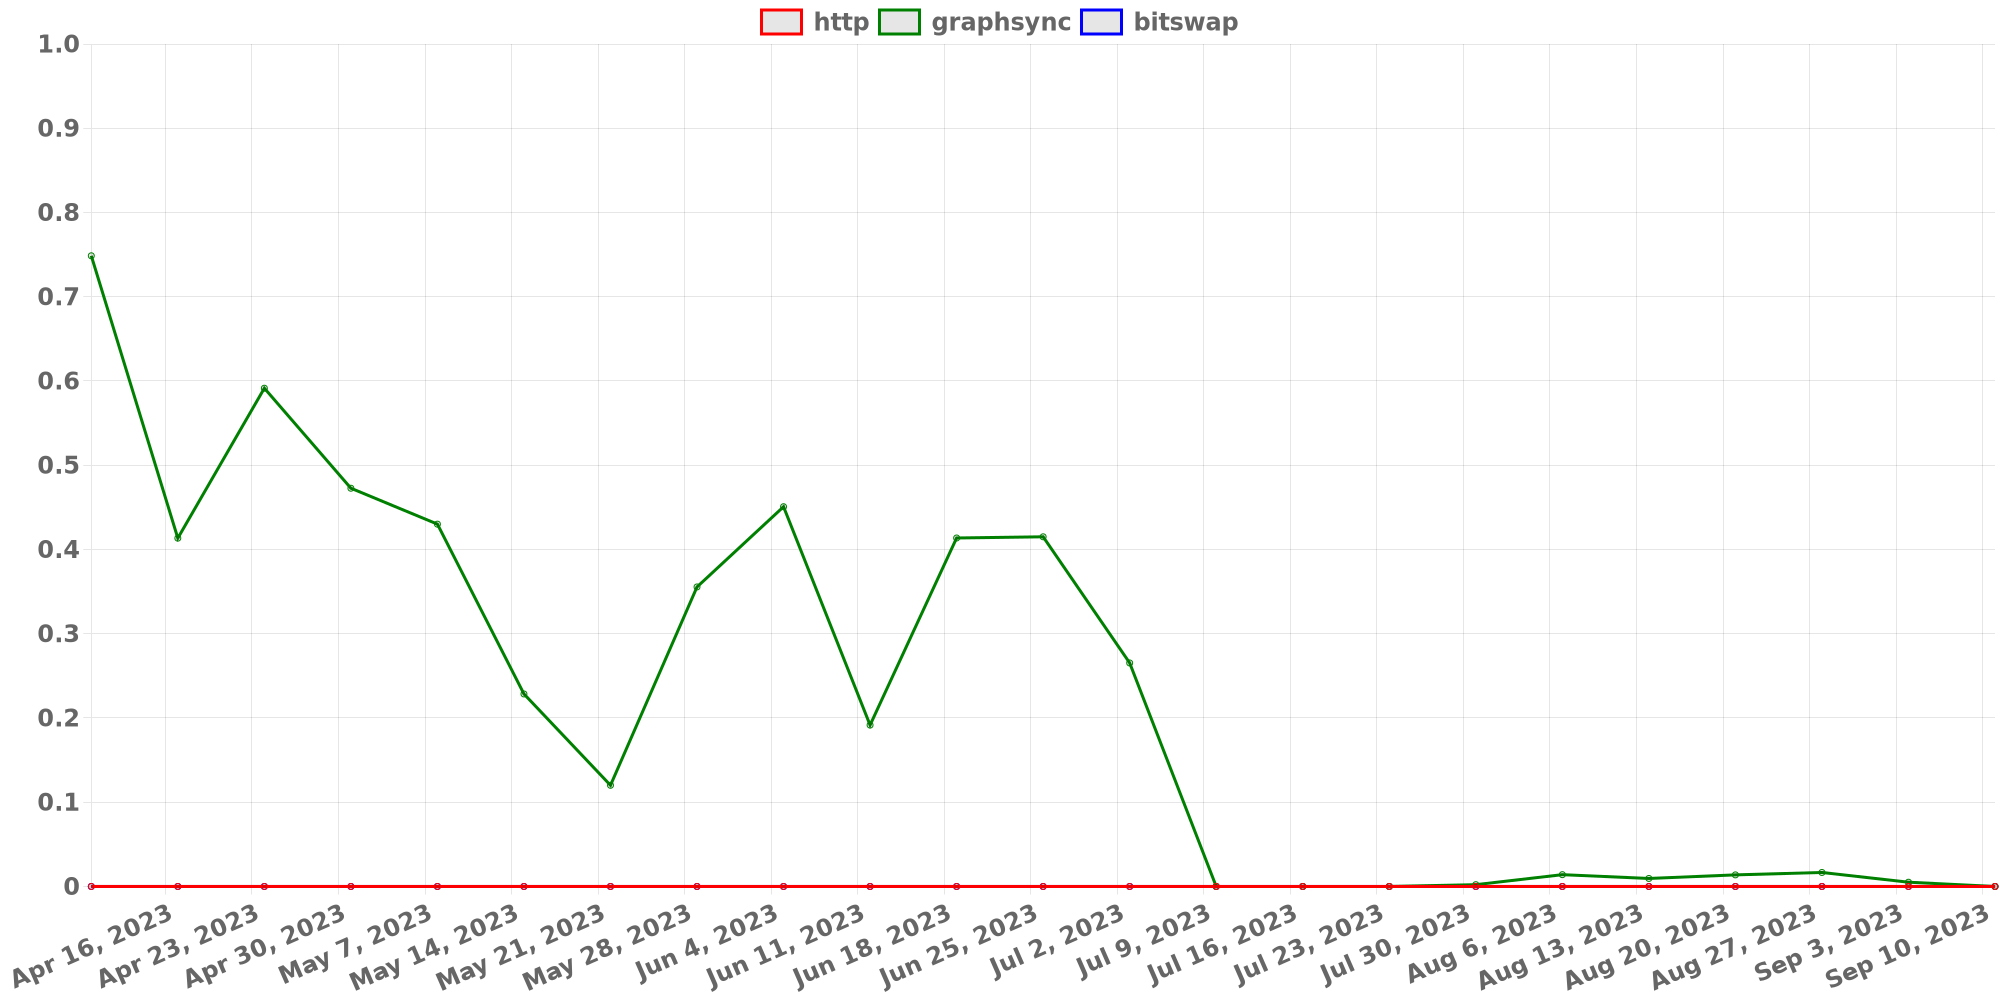 http graphsync bitswap
1.0
0.9
0.8
0.7
0.6
0.5
0.4
0.3
0.2
0.1
0
Apr 16, 2023
Apr 23, 2023
Apr 30, 2023
May 7, 2023
May 14, 2023
May 21, 2023
May 28, 2023
Jun 4, 2023
Jun 11, 2023
Jun 18, 2023
Jun 25, 2023
Jul 2, 2023
Jul 9, 2023
Jul 16, 2023
Jul 23, 2023
Jul 30, 2023
Aug 6, 2023
Aug 13, 2023
Aug 20, 2023
Aug 27, 2023
Sep 3, 2023
Sep 10, 2023